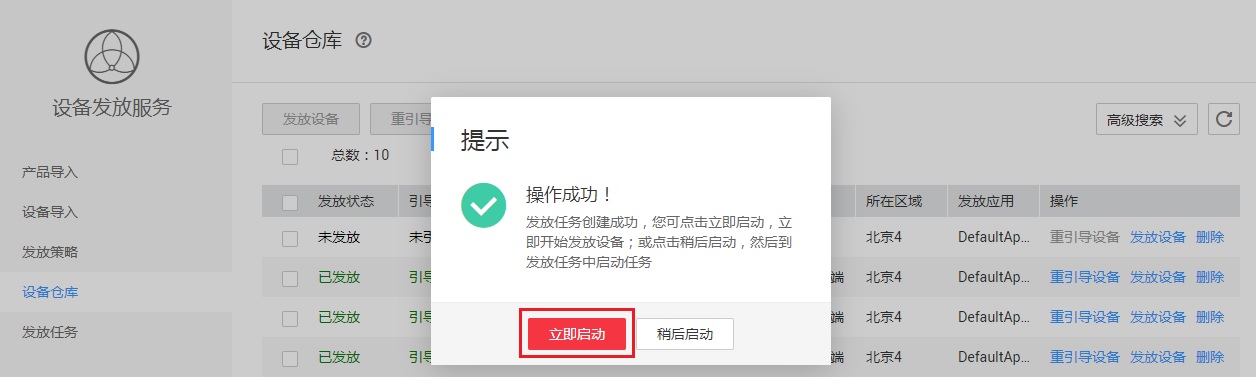 设备发放服务
产品导入
设备导入
发放策略
设备仓库
发放任务
设备仓库
发放设备 重引导
高级搜索
总数：10
发放状态 引导 所在区域 发放应用 操作
未发放 未引 北京4 DefaultAp... 重引导设备 发放设备 删除
已发放 引导 端 北京4 DefaultAp... 重引导设备 发放设备 删除
已发放 引导 端 北京4 DefaultAp... 重引导设备 发放设备 删除
已发放 引导 端 北京4 DefaultAp... 重引导设备 发放设备 删除
提示
操作成功！
发放任务创建成功，您可点击立即启动，立
即开始发放设备；或点击稍后启动，然后到
发放任务中启动任务
立即启动 稍后启动